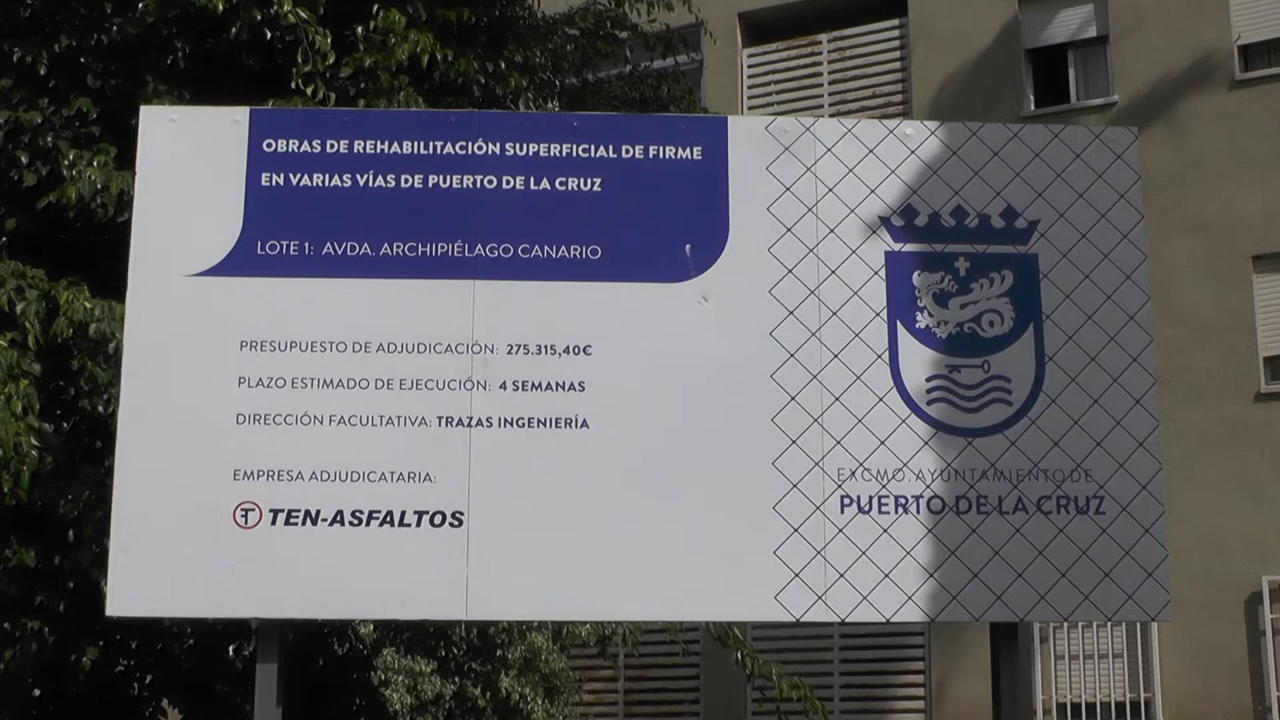 OBRAS DE REHABILITACIÓN SUPERFICIAL DE FIRME
EN VARIAS VÍAS DE PUERTO DE LA CRUZ
LOTE 1: AVDA. ARCHIPIÉLAGO CANARIO
PRESUPUESTO DE ADJUDICACIÓN: 275.315,40€
PLAZO ESTIMADO DE EJECUCIÓN: 4 SEMANAS
DIRECCIÓN FACULTATIVA: TRAZAS INGENIERÍA
EMPRESA ADJUDICATARIA:
TEN-ASFALTOS
EXCMO. AYUNTAMIENTO DE
PUERTO DE LA CRUZ